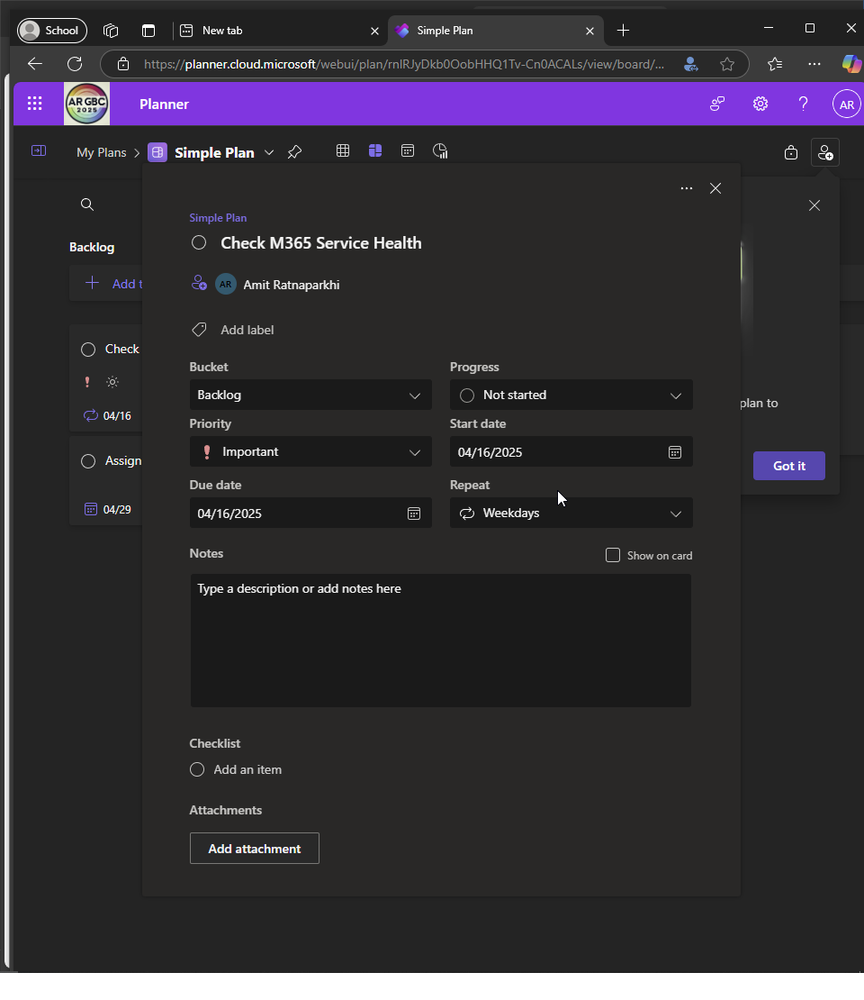 School
New tab
Simple Plan
https://planner.cloud.microsoft/webui/plan/rnlRJyDkb0OobHHQ1Tv-Cn0ACALs/view/board/...
AR GBC
2025
Planner
AR
My Plans
Simple Plan
Simple Plan
Check M365 Service Health
Backlog
Add t
AR Amit Ratnaparkhi
Add label
Check
04/16
Assign
04/29
Bucket
Progress
Backlog
Not started
Priority
Start date
Important
04/16/2025
Due date
Repeat
04/16/2025
Weekdays
Notes
Show on card
Type a description or add notes here
Checklist
Add an item
Attachments
Add attachment
plan to
Got it